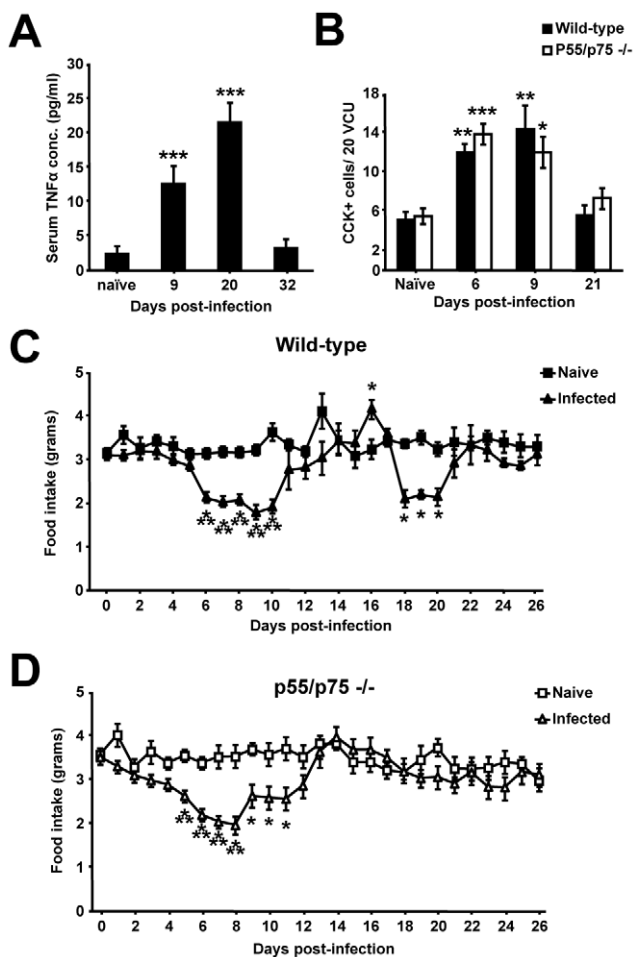 A
Serum TNFα conc. (pg/ml)
30
25
20
15
10
5
0
***
***
naïve
9
20
32
Days post-infection
B
Wild-type
P55/p75 -/-
CCK+ cells/ 20 VCU
18
14
10
6
2
0
**
***
**
*
Naïve
6
9
21
Days post-infection
C
Wild-type
Naive
Infected
Food intake (grams)
5
4
3
2
1
0
*
*** *** *** *** ***
* * *
0 2 4 6 8 10 12 14 16 18 20 22 24 26
Days post-infection
D
p55/p75 -/-
Naive
Infected
Food intake (grams)
5
4
3
2
1
0
*** *** *** ***
* * *
0 2 4 6 8 10 12 14 16 18 20 22 24 26
Days post-infection